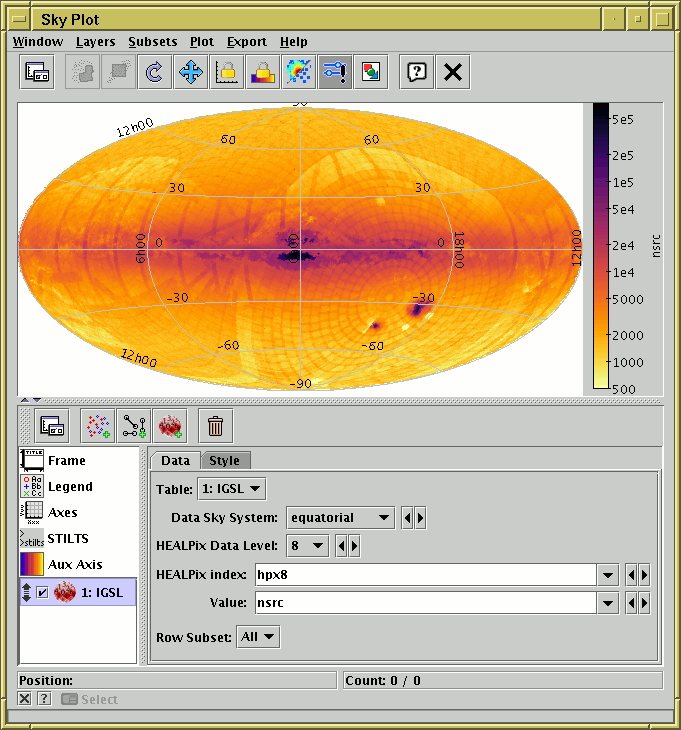 Sky Plot
Window Layers Subsets Plot Export Help
12h00
60
60
30
30
0
6h00
0
18h00
12h00
-30
-30
-60
-60
12h00
-90
5e5
2e5
1e5
5e4
2e4
1e4
5000
2000
1000
500
nsrc
Frame
Legend
Axes
STILTS
Aux Axis
1: IGSL
Data Style
Table: 1: IGSL
Data Sky System: equatorial
HEALPix Data Level: 8
HEALPix index: hpx8
Value: nsrc
Row Subset: All
Position:
Count: 0 / 0
Select